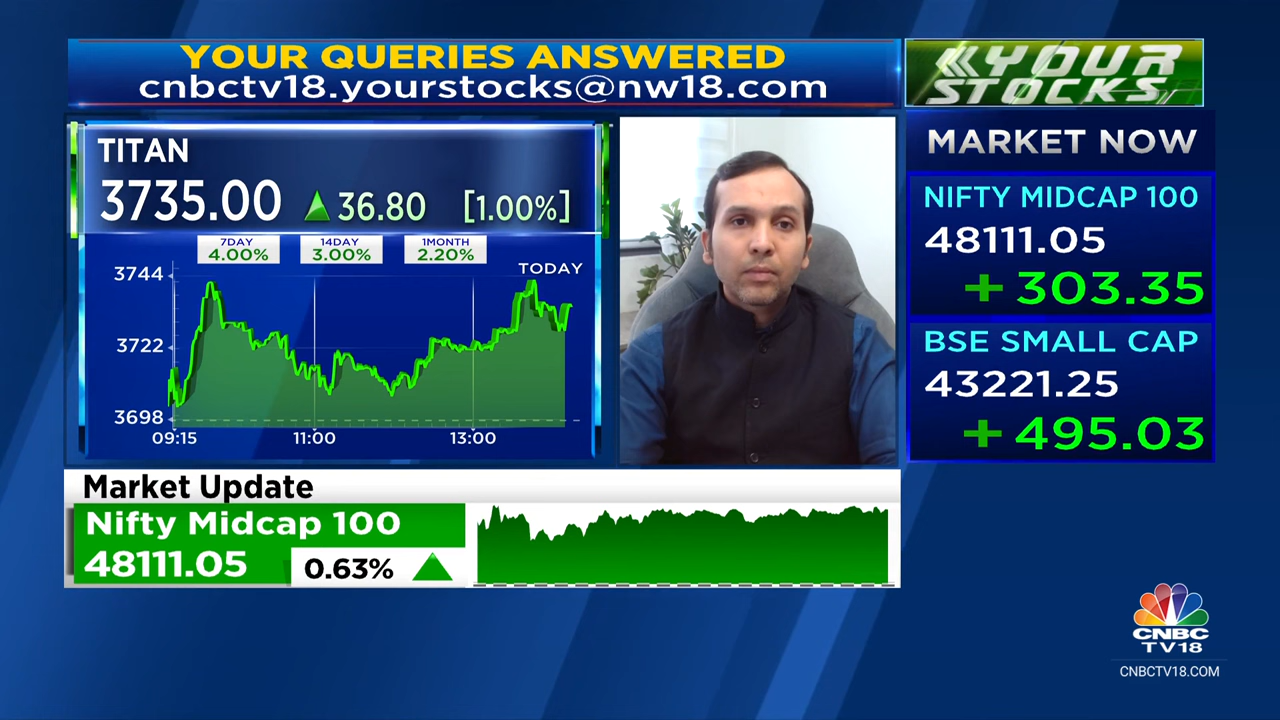 YOUR QUERIES ANSWERED
cnbctv18.yourstocks@nw18.com
YOUR
STOCKS
TITAN
3735.00 ▲ 36.80 [1.00%]
7DAY 14DAY 1MONTH
4.00% 3.00% 2.20%
TODAY
3744
3722
3698
09:15 11:00 13:00
MARKET NOW
NIFTY MIDCAP 100
48111.05
+ 303.35
BSE SMALL CAP
43221.25
+ 495.03
Market Update
Nifty Midcap 100
48111.05 0.63% ▲
CNBC
TV18
CNBCTV18.COM